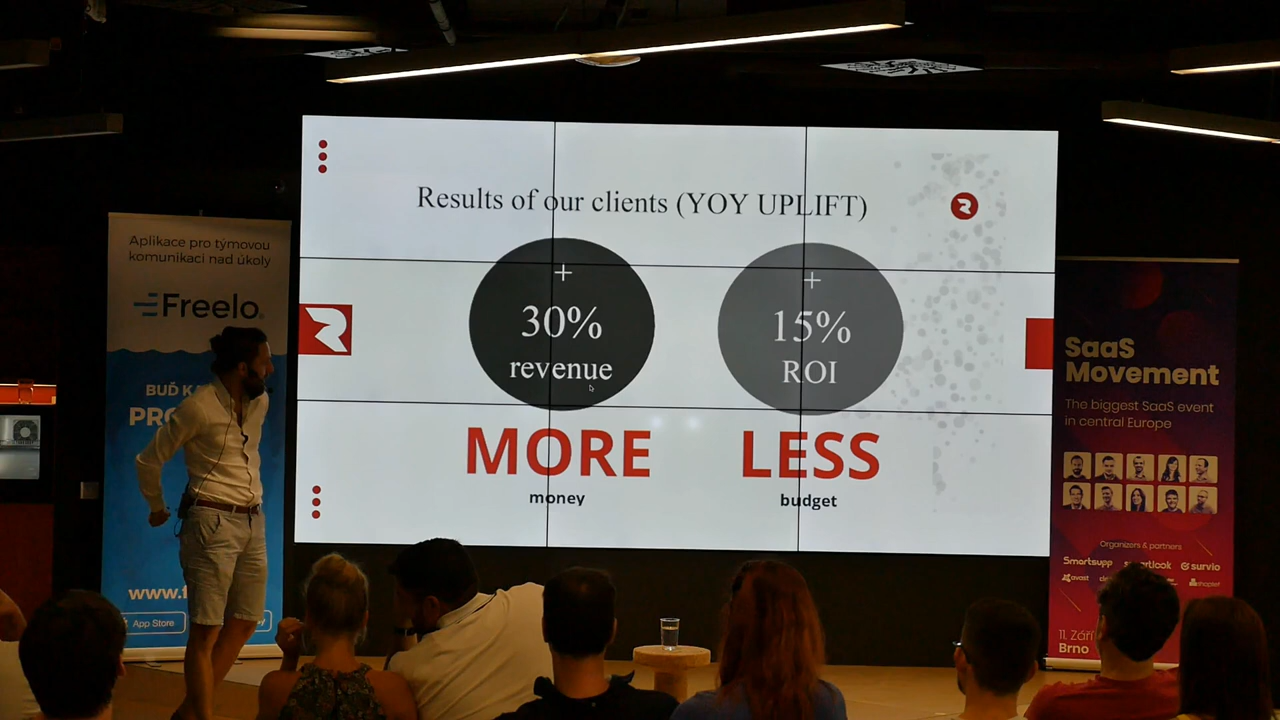 Results of our clients (YOY UPLIFT)
+
30%
revenue
+
15%
ROI
MORE
money
LESS
budget
Aplikace pro týmovou
komunikaci nad úkoly
Freelo
BUĎ
PRO
www.f
App Store
SaaS
Movement
The biggest SaaS event
in central Europe
Organizers & partners
Smartsupp
survio
avast
shoptet
11. Září
Brno